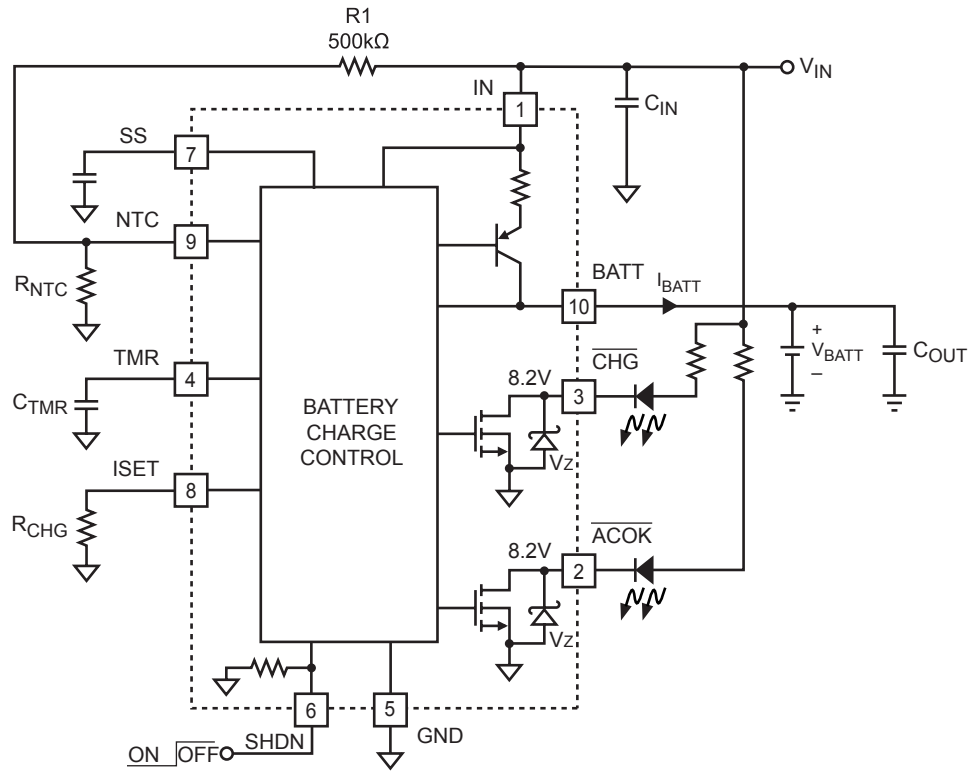 R1
500kΩ
IN
1
V_IN
C_IN
SS
7
NTC
9
R_NTC
BATT
10
I_BATT
TMR
4
C_TMR
BATTERY
CHARGE
CONTROL
8.2V
CHG
3
V_Z
+
V_BATT
–
C_OUT
ISET
8
R_CHG
8.2V
ACOK
2
V_Z
6
5
SHDN
GND
ON OFF